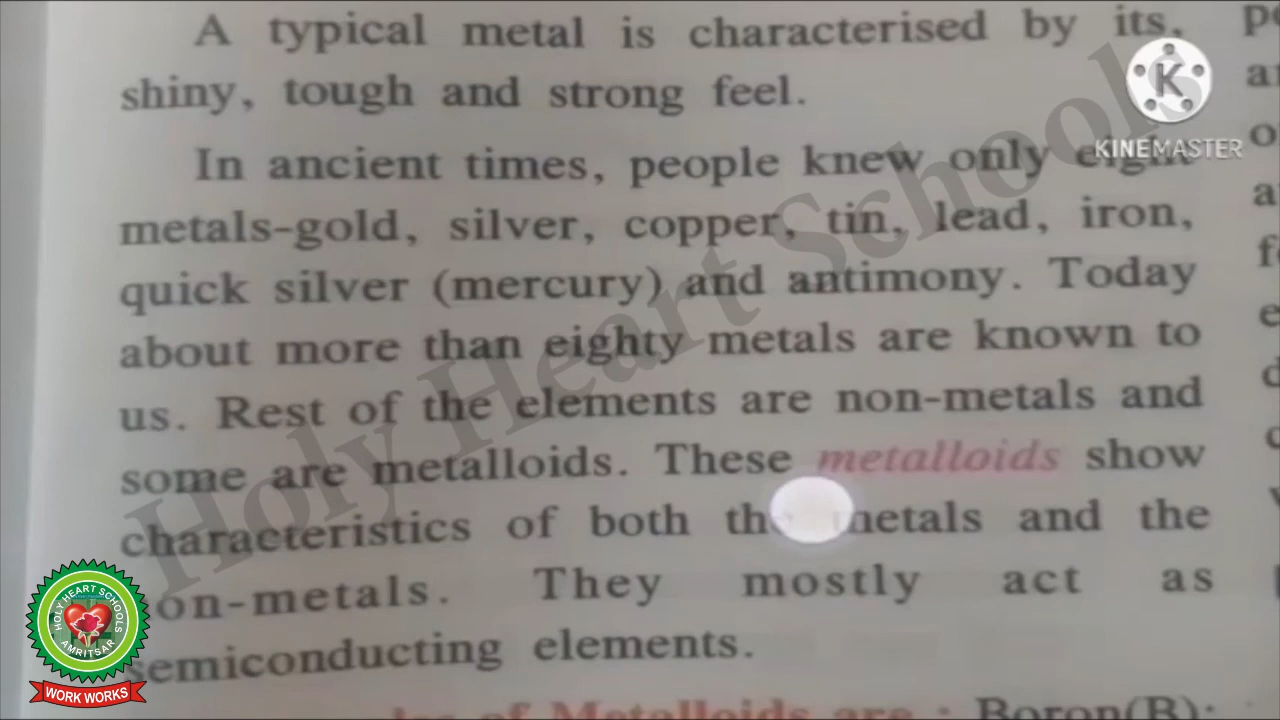 A typical metal is characterised by its,
shiny, tough and strong feel.
In ancient times, people knew only eight
metals-gold, silver, copper, tin, lead, iron,
quick silver (mercury) and antimony. Today
about more than eighty metals are known to
us. Rest of the elements are non-metals and
some are metalloids. These metalloids show
characteristics of both the metals and the
non-metals. They mostly act as
semiconducting elements.
of Metalloids are : Boron(B);
Holy Heart Schools
K
KINEMASTER
HOLY HEART SCHOOLS
AMRITSAR
WORK WORKS